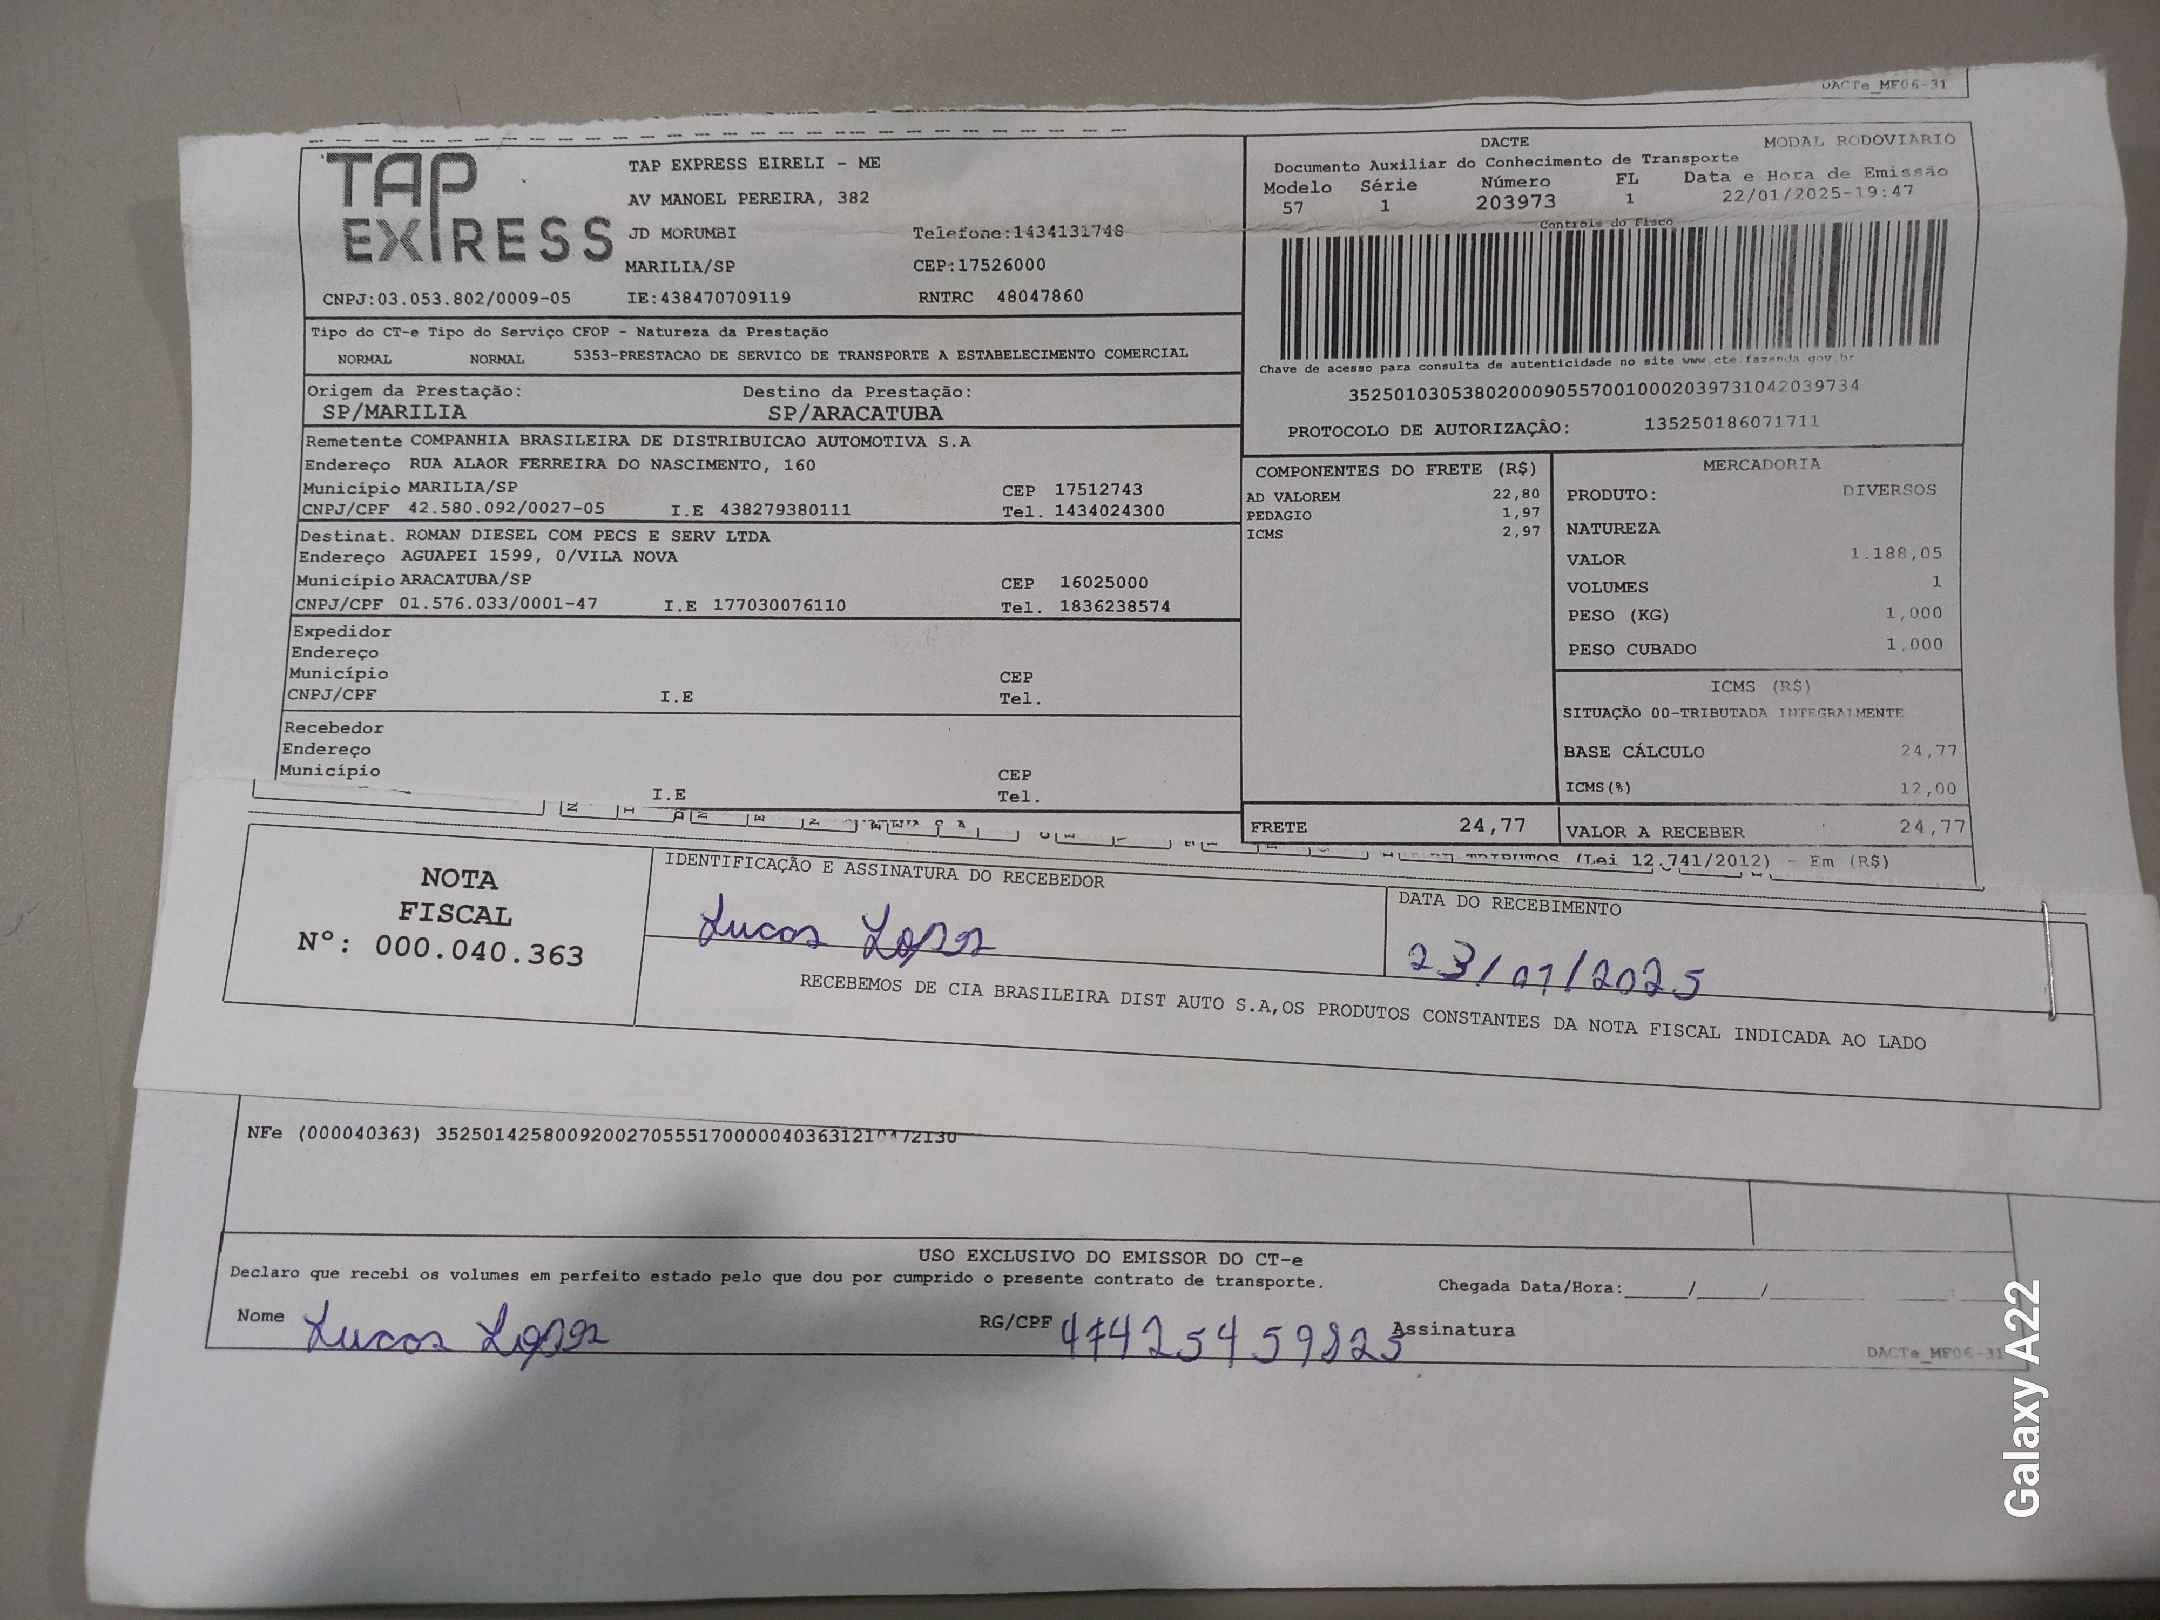 DACTe_MF06-31
TAP
EXPRESS
TAP EXPRESS EIRELI - ME
AV MANOEL PEREIRA, 382
JD MORUMBI Telefone:1434131748
MARILIA/SP CEP:17526000
CNPJ:03.053.802/0009-05 IE:438470709119 RNTRC 48047860
DACTE MODAL RODOVIARIO
Documento Auxiliar do Conhecimento de Transporte
Modelo Série Número FL Data e Hora de Emissão
57 1 203973 1 22/01/2025-19:47
Controle do Fisco
Chave de acesso para consulta de autenticidade no site www.cte.fazenda.gov.br
35250103053802000905570010002039731042039734
PROTOCOLO DE AUTORIZAÇÃO: 135250186071711
Tipo do CT-e Tipo do Serviço CFOP - Natureza da Prestação
NORMAL NORMAL 5353-PRESTACAO DE SERVICO DE TRANSPORTE A ESTABELECIMENTO COMERCIAL
Origem da Prestação: Destino da Prestação:
SP/MARILIA SP/ARACATUBA
Remetente COMPANHIA BRASILEIRA DE DISTRIBUICAO AUTOMOTIVA S.A
Endereço RUA ALAOR FERREIRA DO NASCIMENTO, 160
Município MARILIA/SP CEP 17512743
CNPJ/CPF 42.580.092/0027-05 I.E 438279380111 Tel. 1434024300
Destinat. ROMAN DIESEL COM PECS E SERV LTDA
Endereço AGUAPEI 1599, 0/VILA NOVA
Município ARACATUBA/SP CEP 16025000
CNPJ/CPF 01.576.033/0001-47 I.E 177030076110 Tel. 1836238574
Expedidor
Endereço
Município CEP
CNPJ/CPF I.E Tel.
Recebedor
Endereço
Município CEP
I.E Tel.
COMPONENTES DO FRETE (R$)
AD VALOREM 22,80
PEDAGIO 1,97
ICMS 2,97
FRETE 24,77
MERCADORIA
PRODUTO: DIVERSOS
NATUREZA
VALOR 1.188,05
VOLUMES 1
PESO (KG) 1,000
PESO CUBADO 1,000
ICMS (R$)
SITUAÇÃO 00-TRIBUTADA INTEGRALMENTE
BASE CÁLCULO 24,77
ICMS(%) 12,00
VALOR A RECEBER 24,77
TRIBUTOS (Lei 12.741/2012) - Em (R$)
NOTA
FISCAL
Nº: 000.040.363
IDENTIFICAÇÃO E ASSINATURA DO RECEBEDOR
Lucas Lopes
DATA DO RECEBIMENTO
23/01/2025
RECEBEMOS DE CIA BRASILEIRA DIST AUTO S.A,OS PRODUTOS CONSTANTES DA NOTA FISCAL INDICADA AO LADO
NFe (000040363)
USO EXCLUSIVO DO EMISSOR DO CT-e
Declaro que recebi os volumes em perfeito estado pelo que dou por cumprido o presente contrato de transporte.
Chegada Data/Hora:_____/_____/_____
Nome Lucas Lopes RG/CPF 47425459823 Assinatura
DACTe_MF06-31
Galaxy A22